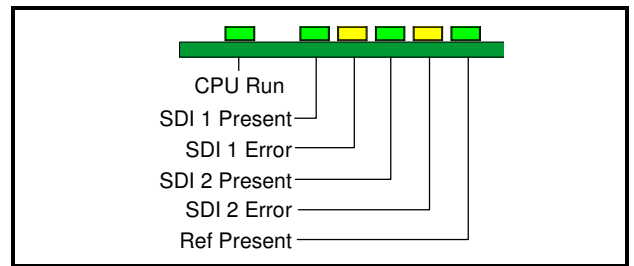 CPU Run
SDI 1 Present
SDI 1 Error
SDI 2 Present
SDI 2 Error
Ref Present